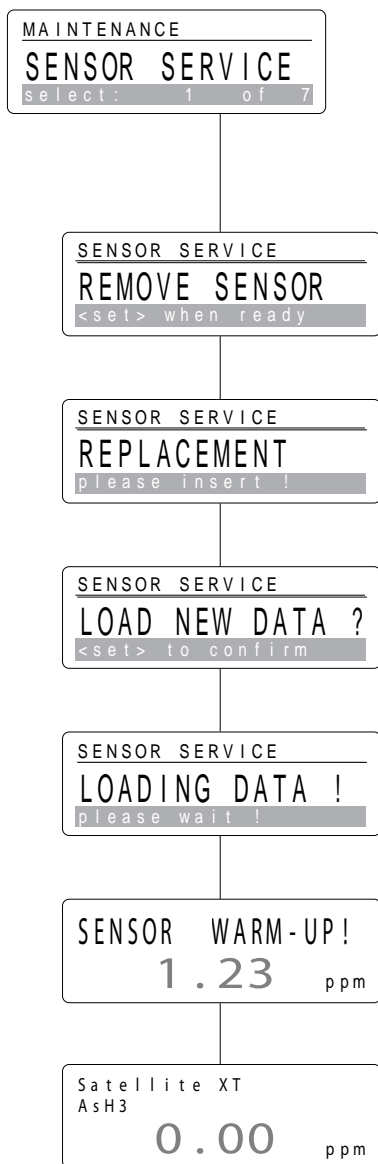 MAINTENANCE
SENSOR SERVICE
select: 1 of 7
SENSOR SERVICE
REMOVE SENSOR
<set> when ready
SENSOR SERVICE
REPLACEMENT
please insert !
SENSOR SERVICE
LOAD NEW DATA ?
<set> to confirm
SENSOR SERVICE
LOADING DATA !
please wait !
SENSOR WARM-UP!
1.23 ppm
Satellite XT
AsH3
0.00 ppm